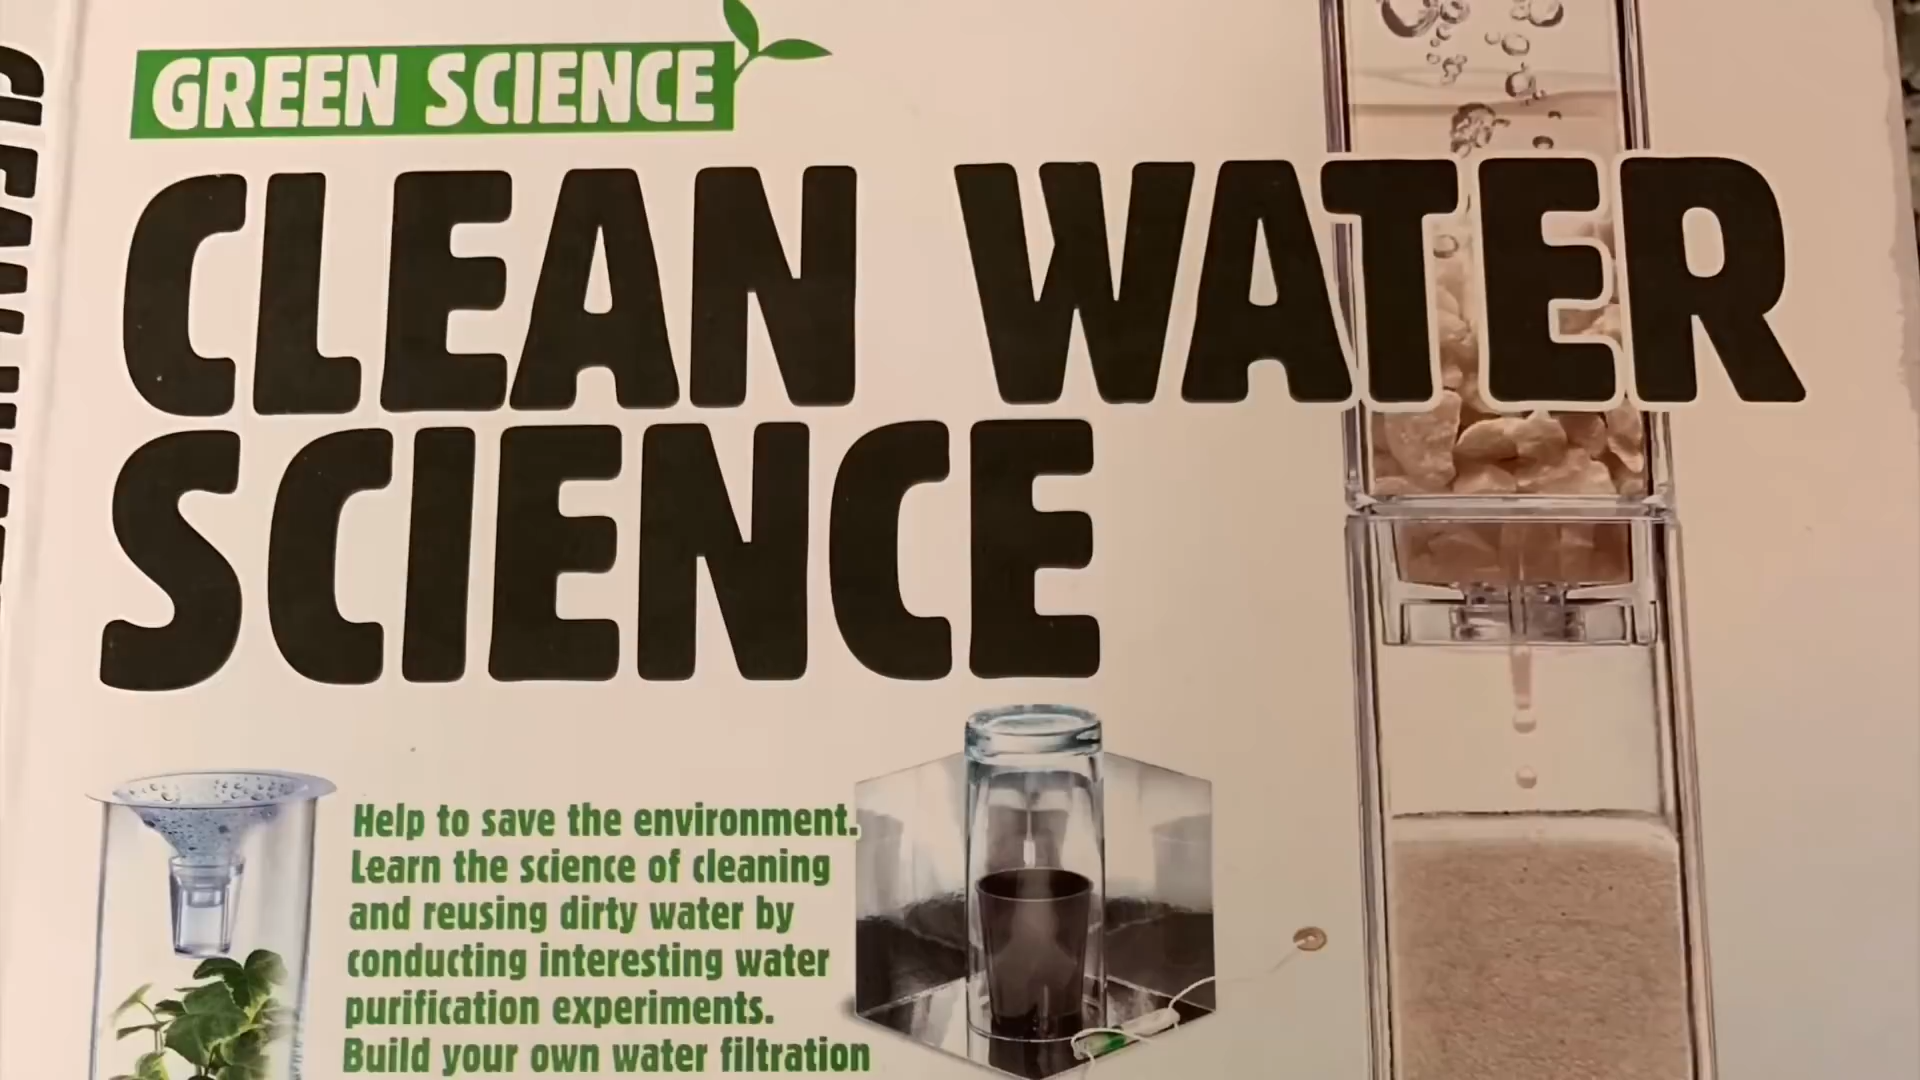 GREEN SCIENCE
CLEAN WATER
SCIENCE
Help to save the environment.
Learn the science of cleaning
and reusing dirty water by
conducting interesting water
purification experiments.
Build your own water filtration